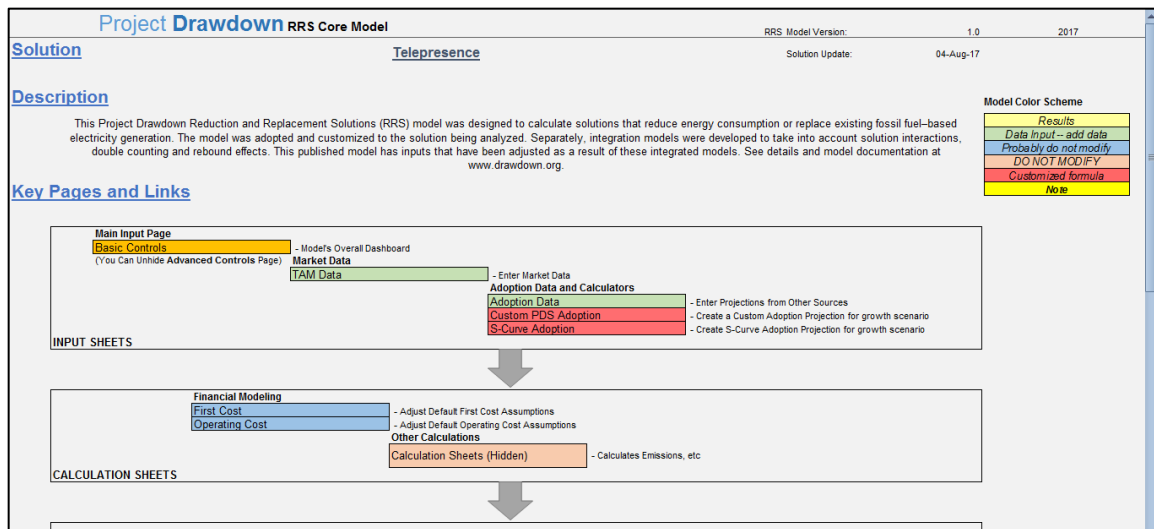 Project Drawdown RRS Core Model
RRS Model Version: 1.0 2017
Solution Telepresence Solution Update: 04-Aug-17
Description
Model Color Scheme
This Project Drawdown Reduction and Replacement Solutions (RRS) model was designed to calculate solutions that reduce energy consumption or replace existing fossil fuel–based
electricity generation. The model was adopted and customized to the solution being analyzed. Separately, integration models were developed to take into account solution interactions,
double counting and rebound effects. This published model has inputs that have been adjusted as a result of these integrated models. See details and model documentation at
www.drawdown.org.
Results
Data Input -- add data
Probably do not modify
DO NOT MODIFY
Customized formula
Note
Key Pages and Links
Main Input Page
Basic Controls - Model's Overall Dashboard
(You Can Unhide Advanced Controls Page) Market Data
TAM Data - Enter Market Data
Adoption Data and Calculators
Adoption Data - Enter Projections from Other Sources
Custom PDS Adoption - Create a Custom Adoption Projection for growth scenario
S-Curve Adoption - Create S-Curve Adoption Projection for growth scenario
INPUT SHEETS
Financial Modeling
First Cost - Adjust Default First Cost Assumptions
Operating Cost - Adjust Default Operating Cost Assumptions
Other Calculations
Calculation Sheets (Hidden) - Calculates Emissions, etc
CALCULATION SHEETS